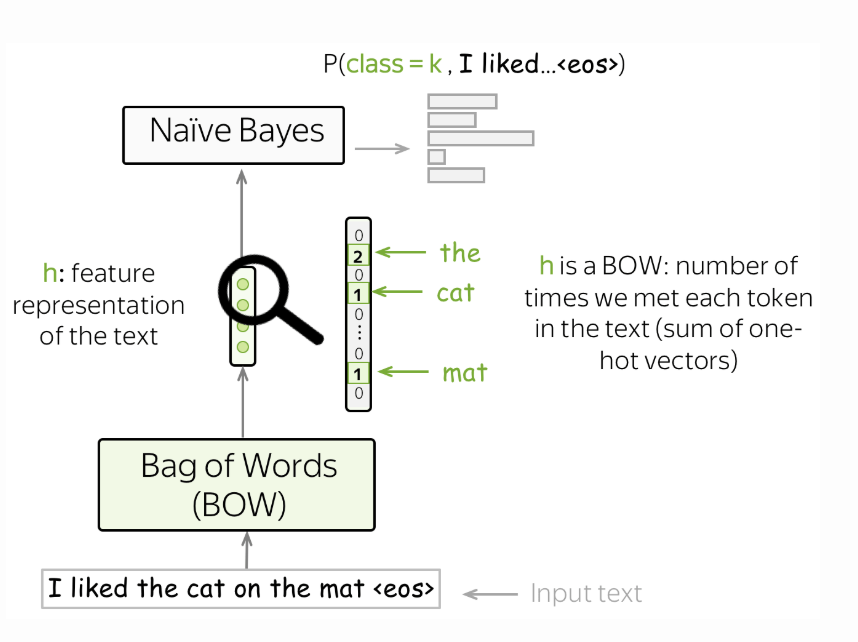 P(class = k , I liked...<eos>)
Naïve Bayes
h: feature
representation
of the text
0
2
0
1
0
⋮
0
1
0
the
cat
mat
h is a BOW: number of
times we met each token
in the text (sum of one-
hot vectors)
Bag of Words
(BOW)
I liked the cat on the mat <eos>
Input text